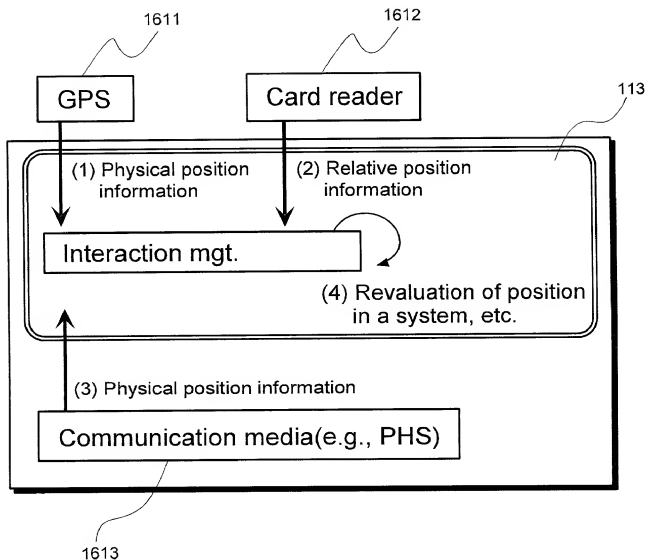 1611
1612
GPS
Card reader
113
(1) Physical position
information
(2) Relative position
information
Interaction mgt.
(4) Revaluation of position
in a system, etc.
(3) Physical position information
Communication media(e.g., PHS)
1613